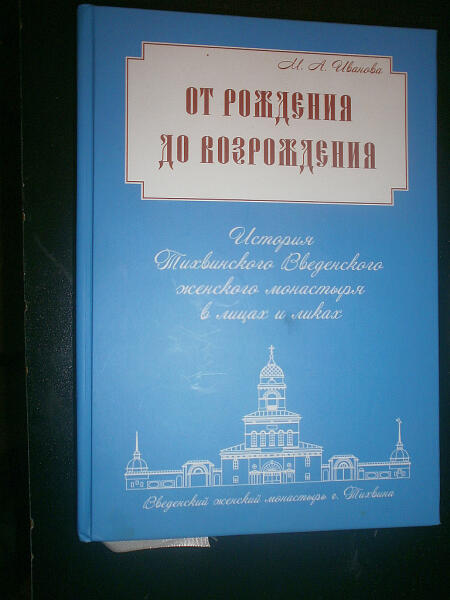 М. А. Иванова
ОТ РОЖДЕНИЯ
ДО ВОЗРОЖДЕНИЯ
История
Тихвинского Введенского
женского монастыря
в лицах и ликах
Введенский женский монастырь г. Тихвина